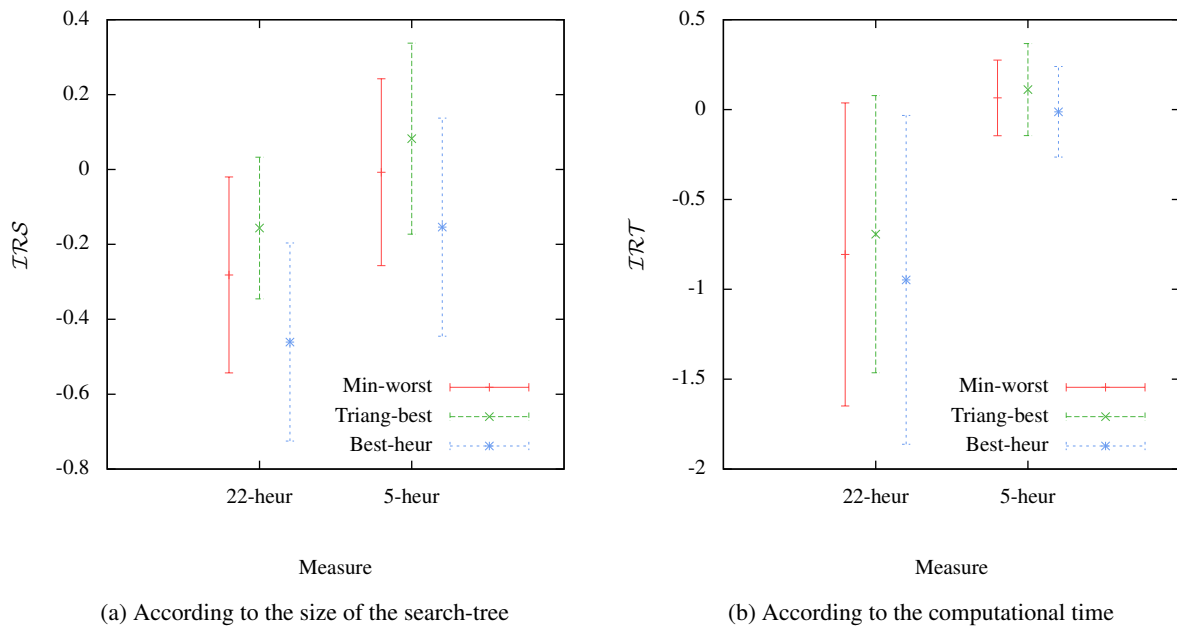 0.4
0.2
0
-0.2
-0.4
-0.6
-0.8
IRS
22-heur
5-heur
Measure
Min-worst
Triang-best
Best-heur
(a) According to the size of the search-tree
0.5
0
-0.5
-1
-1.5
-2
IRT
22-heur
5-heur
Measure
Min-worst
Triang-best
Best-heur
(b) According to the computational time